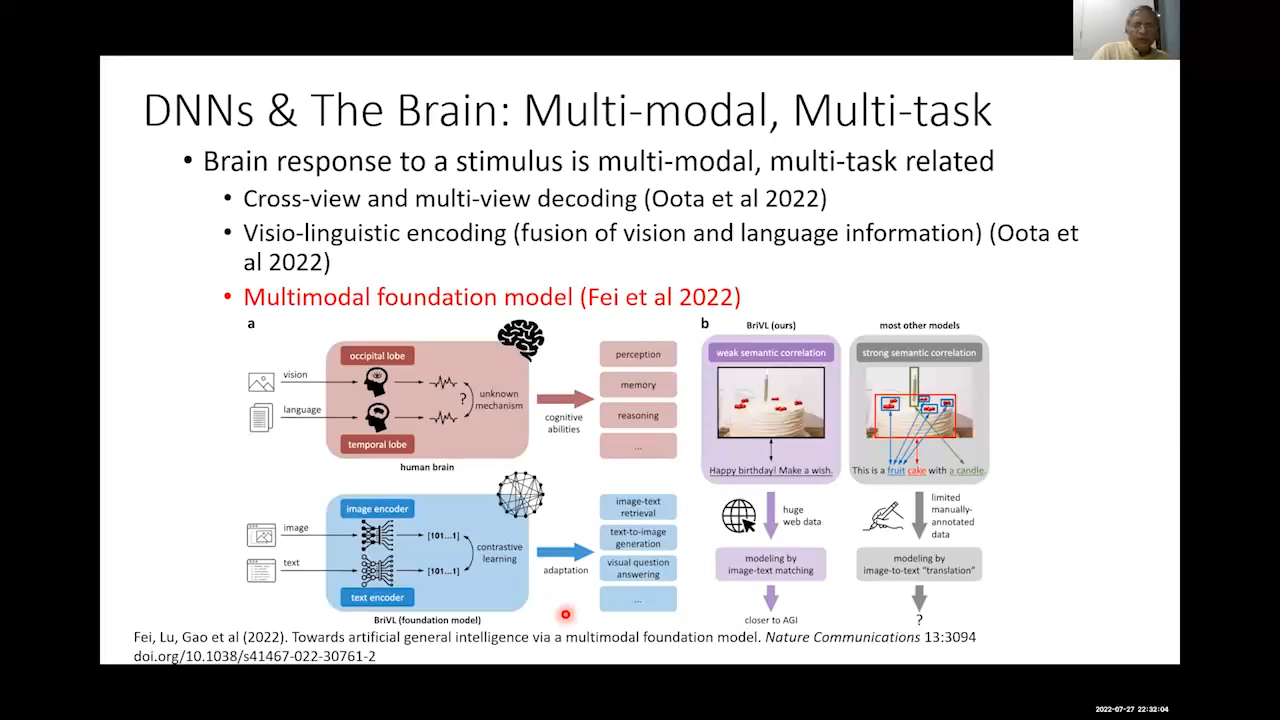 DNNs & The Brain: Multi-modal, Multi-task
• Brain response to a stimulus is multi-modal, multi-task related
• Cross-view and multi-view decoding (Oota et al 2022)
• Visio-linguistic encoding (fusion of vision and language information) (Oota et
al 2022)
• Multimodal foundation model (Fei et al 2022)
a
occipital lobe
vision
language
?
unknown
mechanism
temporal lobe
human brain
cognitive
abilities
perception
memory
reasoning
...
image encoder
image
[101...1]
text
[101...1]
contrastive
learning
text encoder
BriVL (foundation model)
adaptation
image-text
retrieval
text-to-image
generation
visual question
answering
...
b
BriVL (ours)
weak semantic correlation
Happy birthday! Make a wish.
huge
web data
modeling by
image-text matching
closer to AGI
most other models
strong semantic correlation
This is a fruit cake with a candle.
limited
manually-
annotated
data
modeling by
image-to-text “translation”
?
Fei, Lu, Gao et al (2022). Towards artificial general intelligence via a multimodal foundation model. Nature Communications 13:3094
doi.org/10.1038/s41467-022-30761-2
2022-07-27 22:32:04